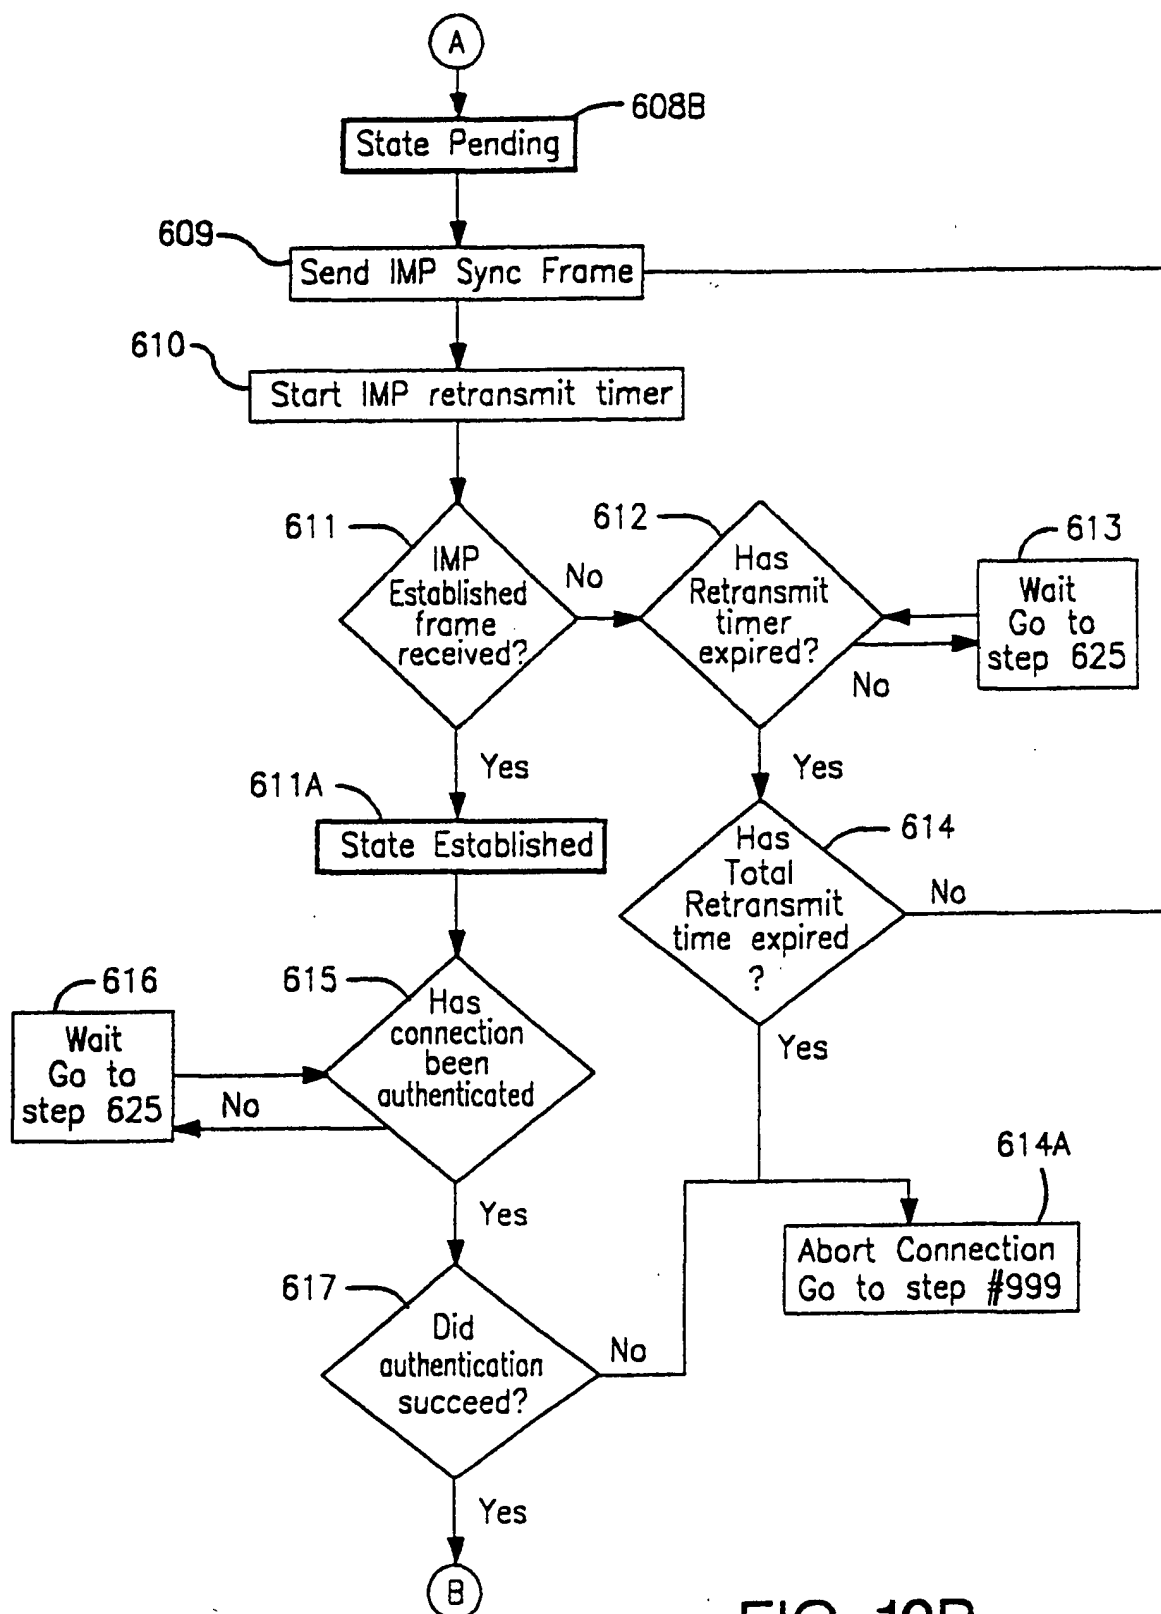 A
608B
State Pending
609
Send IMP Sync Frame
610
Start IMP retransmit timer
611
IMP
Established
frame
received?
No
612
Has
Retransmit
timer
expired?
No
613
Wait
Go to
step 625
Yes
611A
State Established
Yes
614
Has
Total
Retransmit
time expired
?
No
616
Wait
Go to
step 625
No
615
Has
connection
been
authenticated
Yes
Yes
614A
Abort Connection
Go to step #999
617
Did
authentication
succeed?
No
Yes
B